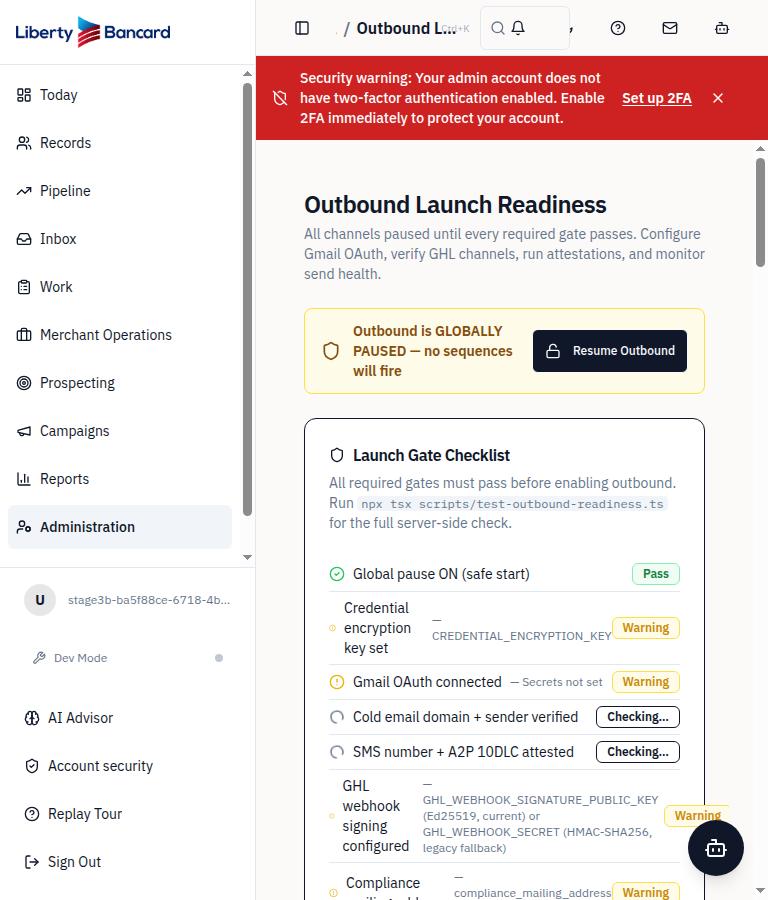 Liberty Bancard
/ Outbound L... Ctrl+K
Security warning: Your admin account does not
have two-factor authentication enabled. Enable
2FA immediately to protect your account.
Set up 2FA
Today
Records
Pipeline
Inbox
Work
Merchant Operations
Prospecting
Campaigns
Reports
Administration
U
stage3b-ba5f88ce-6718-4b...
Dev Mode
AI Advisor
Account security
Replay Tour
Sign Out
Outbound Launch Readiness
All channels paused until every required gate passes. Configure
Gmail OAuth, verify GHL channels, run attestations, and monitor
send health.
Outbound is GLOBALLY
PAUSED — no sequences
will fire
Resume Outbound
Launch Gate Checklist
All required gates must pass before enabling outbound.
Run npx tsx scripts/test-outbound-readiness.ts
for the full server-side check.
Global pause ON (safe start)
Pass
Credential
encryption
key set
—
CREDENTIAL_ENCRYPTION_KEY
Warning
Gmail OAuth connected — Secrets not set
Warning
Cold email domain + sender verified
Checking...
SMS number + A2P 10DLC attested
Checking...
GHL
webhook
signing
configured
—
GHL_WEBHOOK_SIGNATURE_PUBLIC_KEY
(Ed25519, current) or
GHL_WEBHOOK_SECRET (HMAC-SHA256,
legacy fallback)
Warning
Compliance
—
compliance_mailing_address
Warning